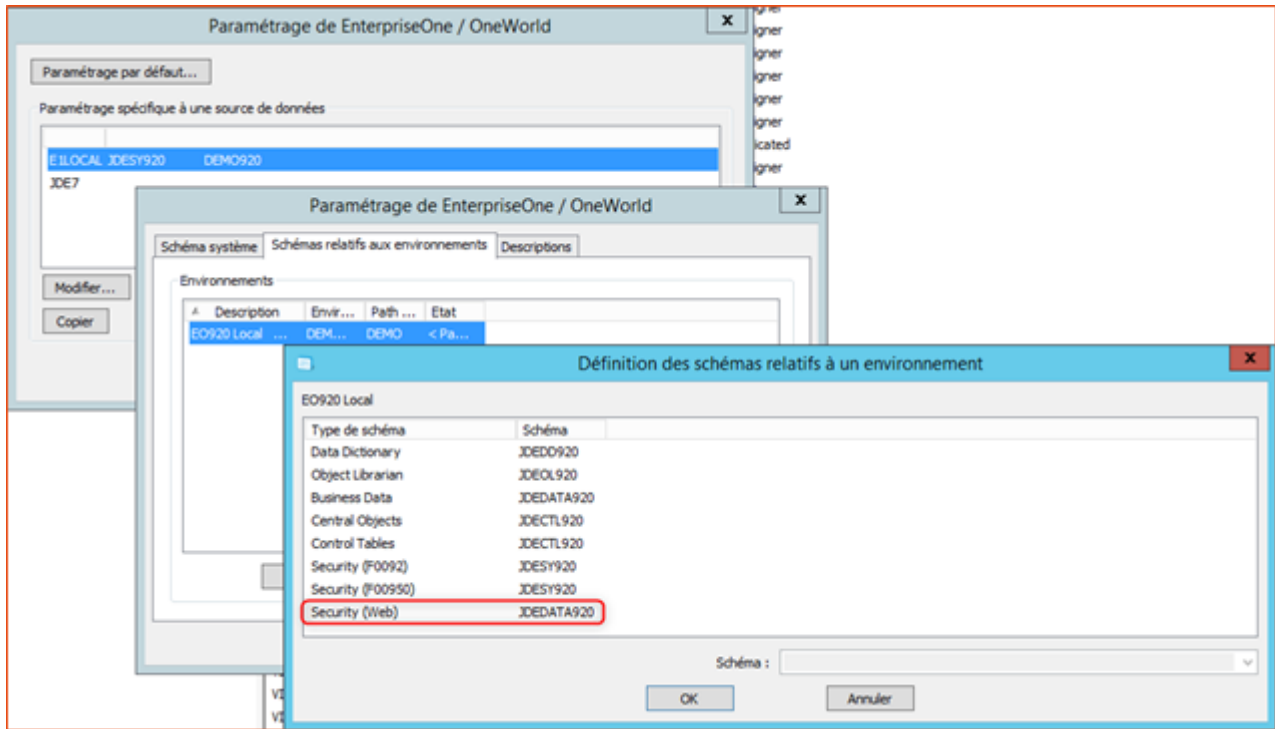 Paramétrage de EnterpriseOne / OneWorld
x
igner
igner
igner
Paramétrage par défaut...
igner
igner
Paramétrage spécifique à une source de données
igner
icated
E1LOCAL JDESY920 DEMO920
igner
JDE7
Paramétrage de EnterpriseOne / OneWorld
x
Schéma système
Schémas relatifs aux environnements
Descriptions
Modifier...
Environnements
Description Envir... Path ... Etat
Copier
EO920 Local ... DEM... DEMO < Pa...
Définition des schémas relatifs à un environnement
x
EO920 Local
Type de schéma Schéma
Data Dictionary JDEDD920
Object Librarian JDEOL920
Business Data JDEDATA920
Central Objects JDECTL920
Control Tables JDECTL920
Security (F0092) JDESY920
Security (F00950) JDESY920
Security (Web) JDEDATA920
Schéma :
OK
Annuler
VI
VI